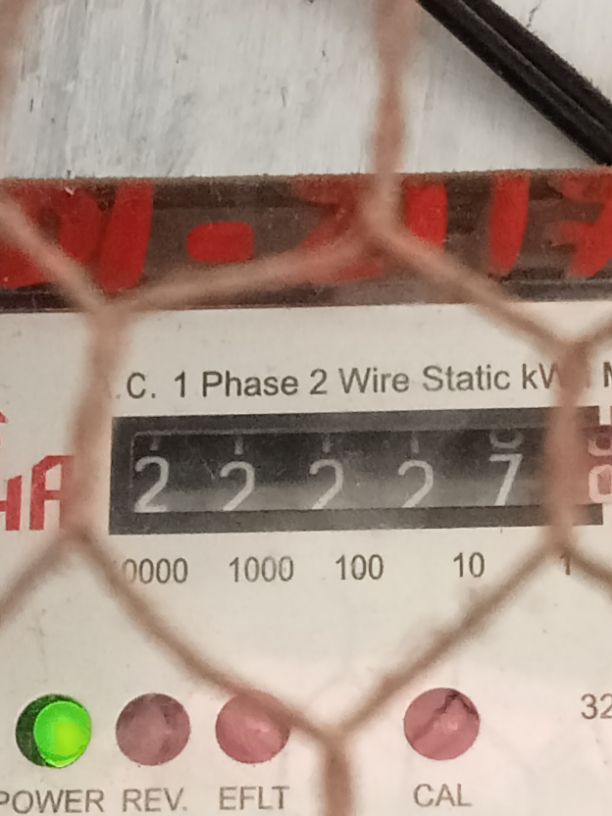 .C. 1 Phase 2 Wire Static kW
2 2 2 2 7
0000 1000 100 10 1
32
POWER REV. EFLT CAL